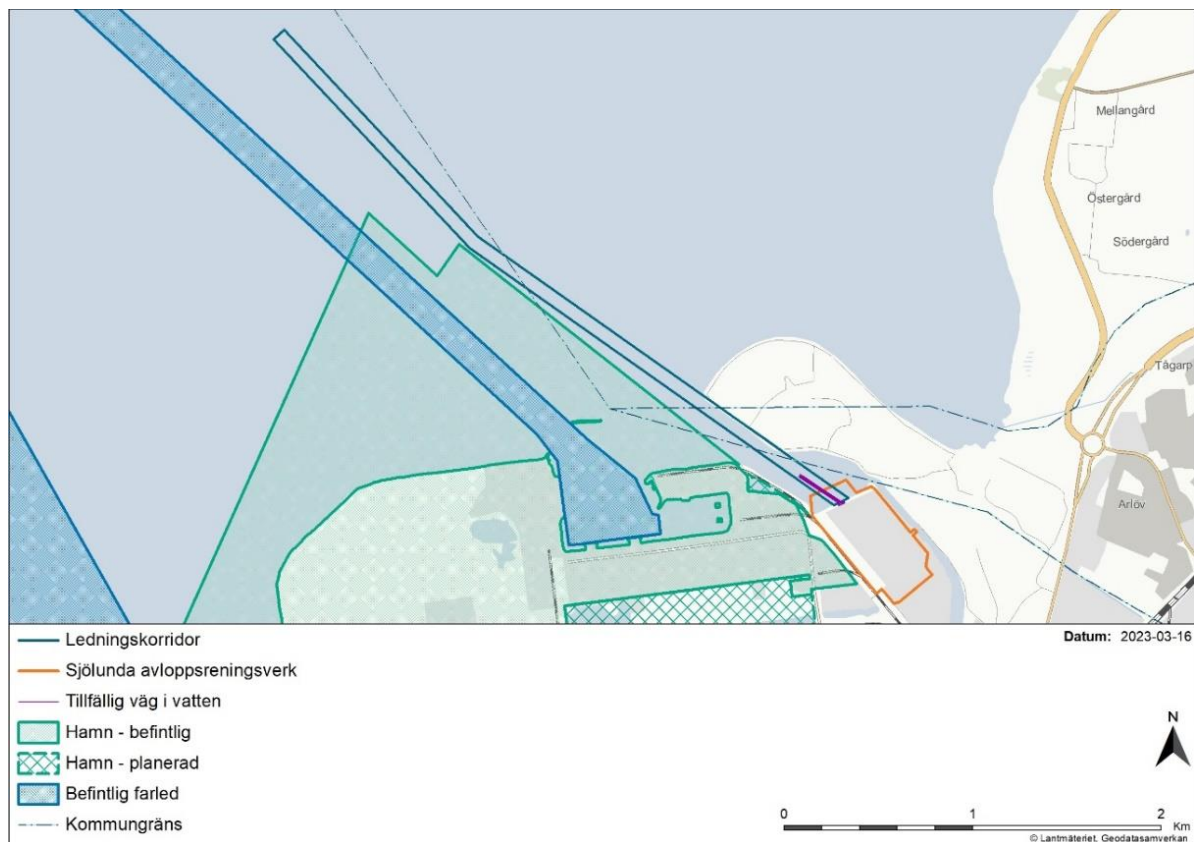 Mellangård
Östergård
Södergård
Tågarp
Arlöv
Ledningskorridor
Datum: 2023-03-16
Sjölunda avloppsreningsverk
Tillfällig väg i vatten
Hamn - befintlig
N
Hamn - planerad
Befintlig farled
Kommungräns
0 1 2
Km
© Lantmäteriet, Geodatasamverkan